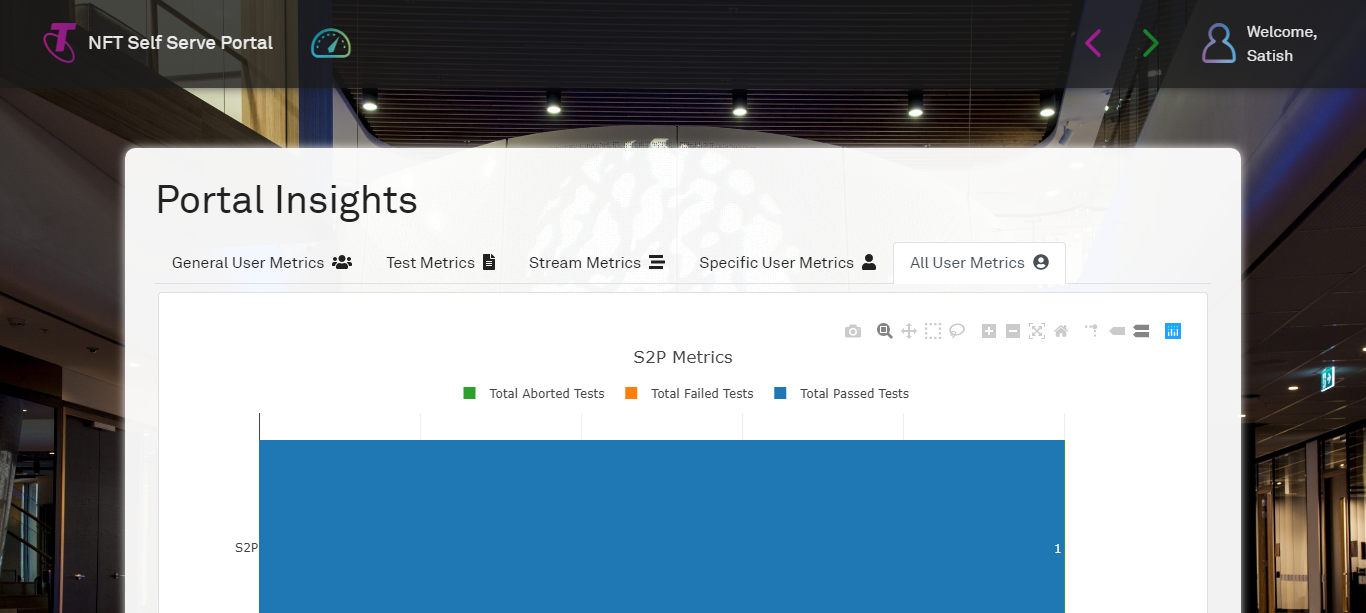 NFT Self Serve Portal
Welcome,
Satish
Portal Insights
General User Metrics
Test Metrics
Stream Metrics
Specific User Metrics
All User Metrics
S2P Metrics
Total Aborted Tests
Total Failed Tests
Total Passed Tests
S2P
1